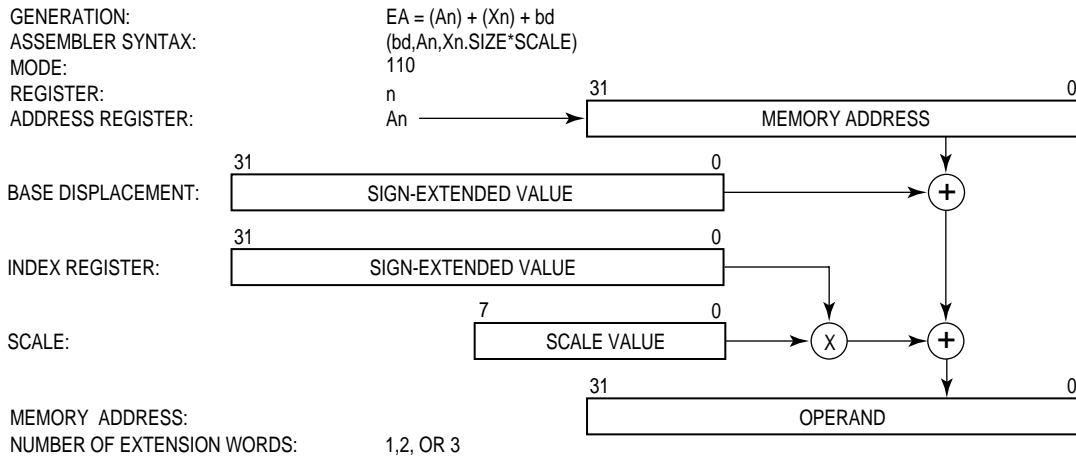 GENERATION: EA = (An) + (Xn) + bd
ASSEMBLER SYNTAX: (bd,An,Xn.SIZE*SCALE)
MODE: 110
REGISTER: n
31 0
ADDRESS REGISTER: An MEMORY ADDRESS
31 0
BASE DISPLACEMENT: SIGN-EXTENDED VALUE +
31 0
INDEX REGISTER: SIGN-EXTENDED VALUE
7 0
SCALE: SCALE VALUE X +
31 0
MEMORY ADDRESS: OPERAND
NUMBER OF EXTENSION WORDS: 1,2, OR 3